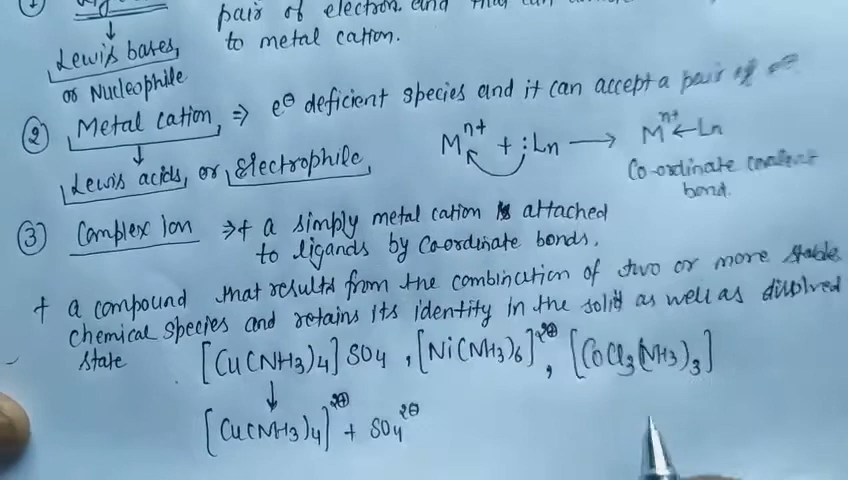 ①
pair of electron. and that can
to metal cation.
Lewis bases,
or Nucleophile
② Metal cation, ⇒ e⊖ deficient species and it can accept a pair of e⊖
Lewis acids, or Electrophile,
Mⁿ⁺ + :Ln → Mⁿ⁺←Ln
Co-ordinate covalent
bond.
③ Complex Ion ⇒ + a simply metal cation is attached
to ligands by Coordinate bonds.
+ a compound that results from the combination of two or more stable
chemical species and retains its identity in the solid as well as dissolved
state
[Cu(NH3)4] SO4 , [Ni(NH3)6]²⊕ , [CoCl3(NH3)3]
↓
[Cu(NH3)4]²⊕ + SO4²⊖